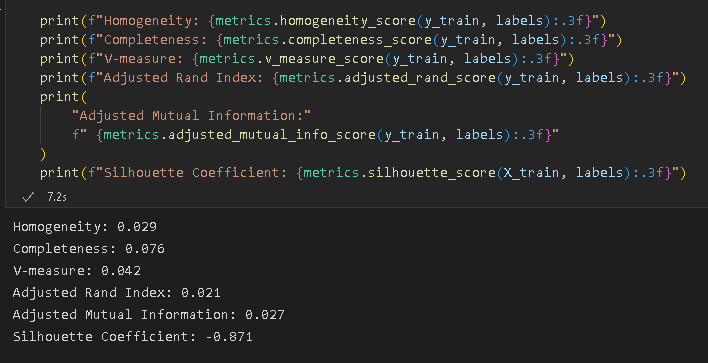 print(f"Homogeneity: {metrics.homogeneity_score(y_train, labels):.3f}")
print(f"Completeness: {metrics.completeness_score(y_train, labels):.3f}")
print(f"V-measure: {metrics.v_measure_score(y_train, labels):.3f}")
print(f"Adjusted Rand Index: {metrics.adjusted_rand_score(y_train, labels):.3f}")
print(
    "Adjusted Mutual Information:"
    f" {metrics.adjusted_mutual_info_score(y_train, labels):.3f}"
)
print(f"Silhouette Coefficient: {metrics.silhouette_score(X_train, labels):.3f}")
✓ 7.2s
Homogeneity: 0.029
Completeness: 0.076
V-measure: 0.042
Adjusted Rand Index: 0.021
Adjusted Mutual Information: 0.027
Silhouette Coefficient: -0.871